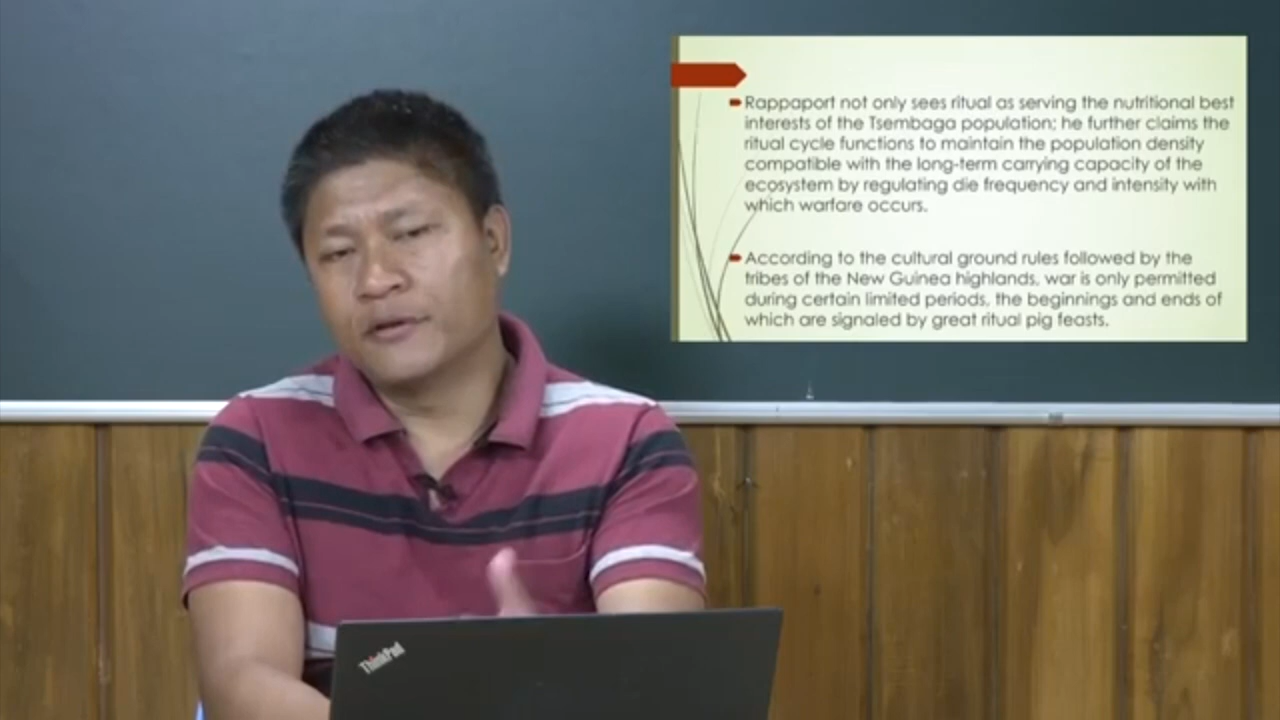 Rappaport not only sees ritual as serving the nutritional best
interests of the Tsembaga population; he further claims the
ritual cycle functions to maintain the population density
compatible with the long-term carrying capacity of the
ecosystem by regulating die frequency and intensity with
which warfare occurs.
According to the cultural ground rules followed by the
tribes of the New Guinea highlands, war is only permitted
during certain limited periods, the beginnings and ends of
which are signaled by great ritual pig feasts.
ThinkPad